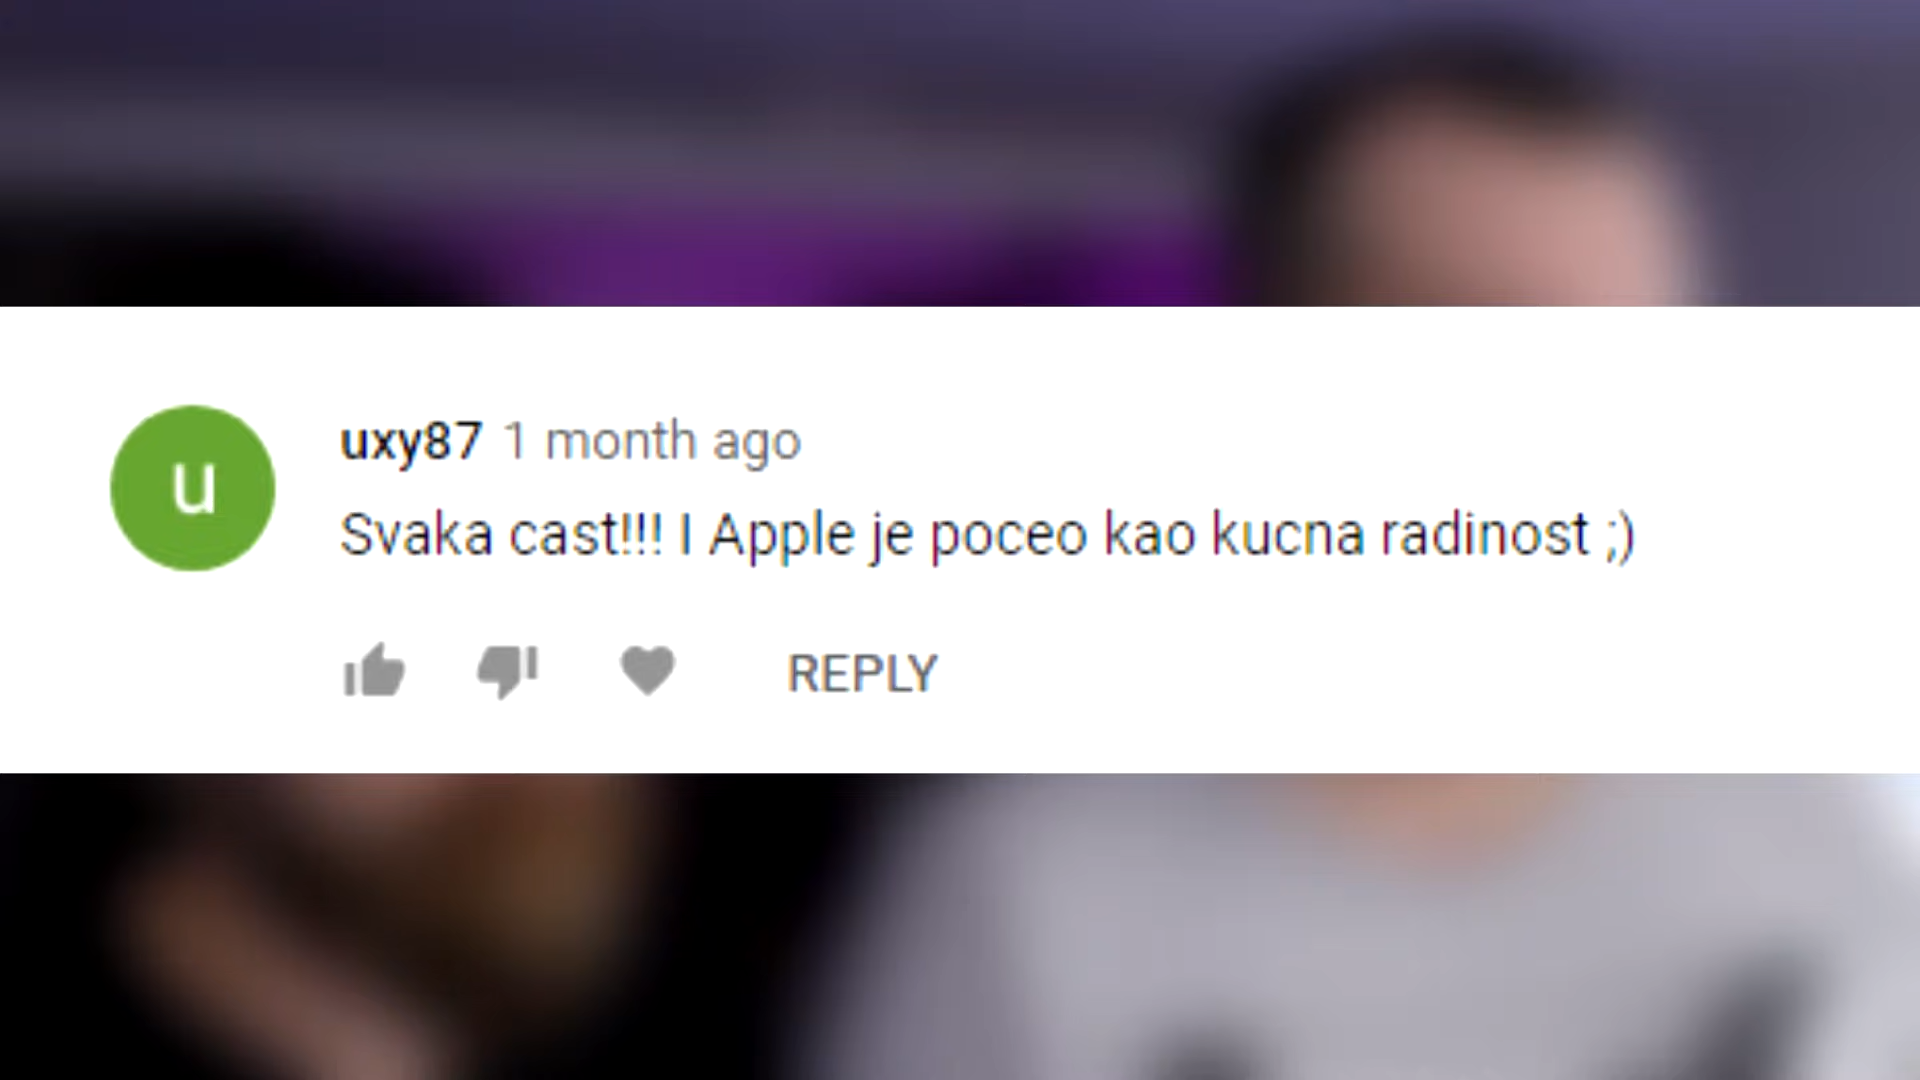 u
uxy87 1 month ago
Svaka cast!!! I Apple je poceo kao kucna radinost ;)
REPLY